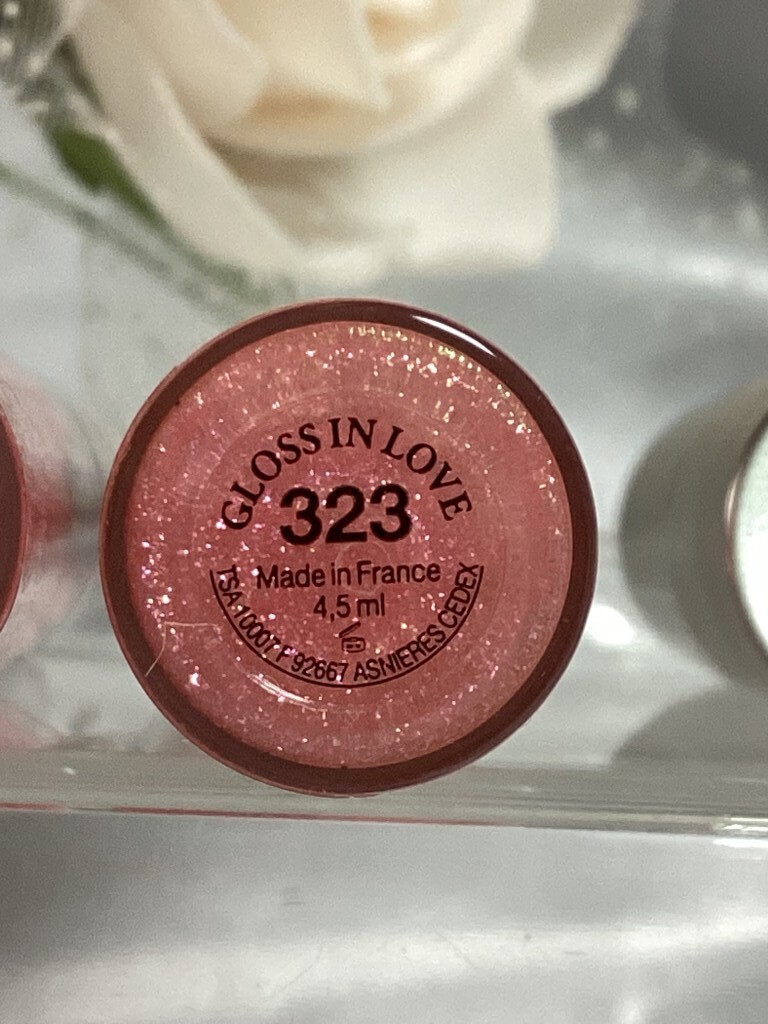 GLOSS IN LOVE
323
Made in France
4,5 ml
TSA 10007 F 92667 ASNIERES CEDEX